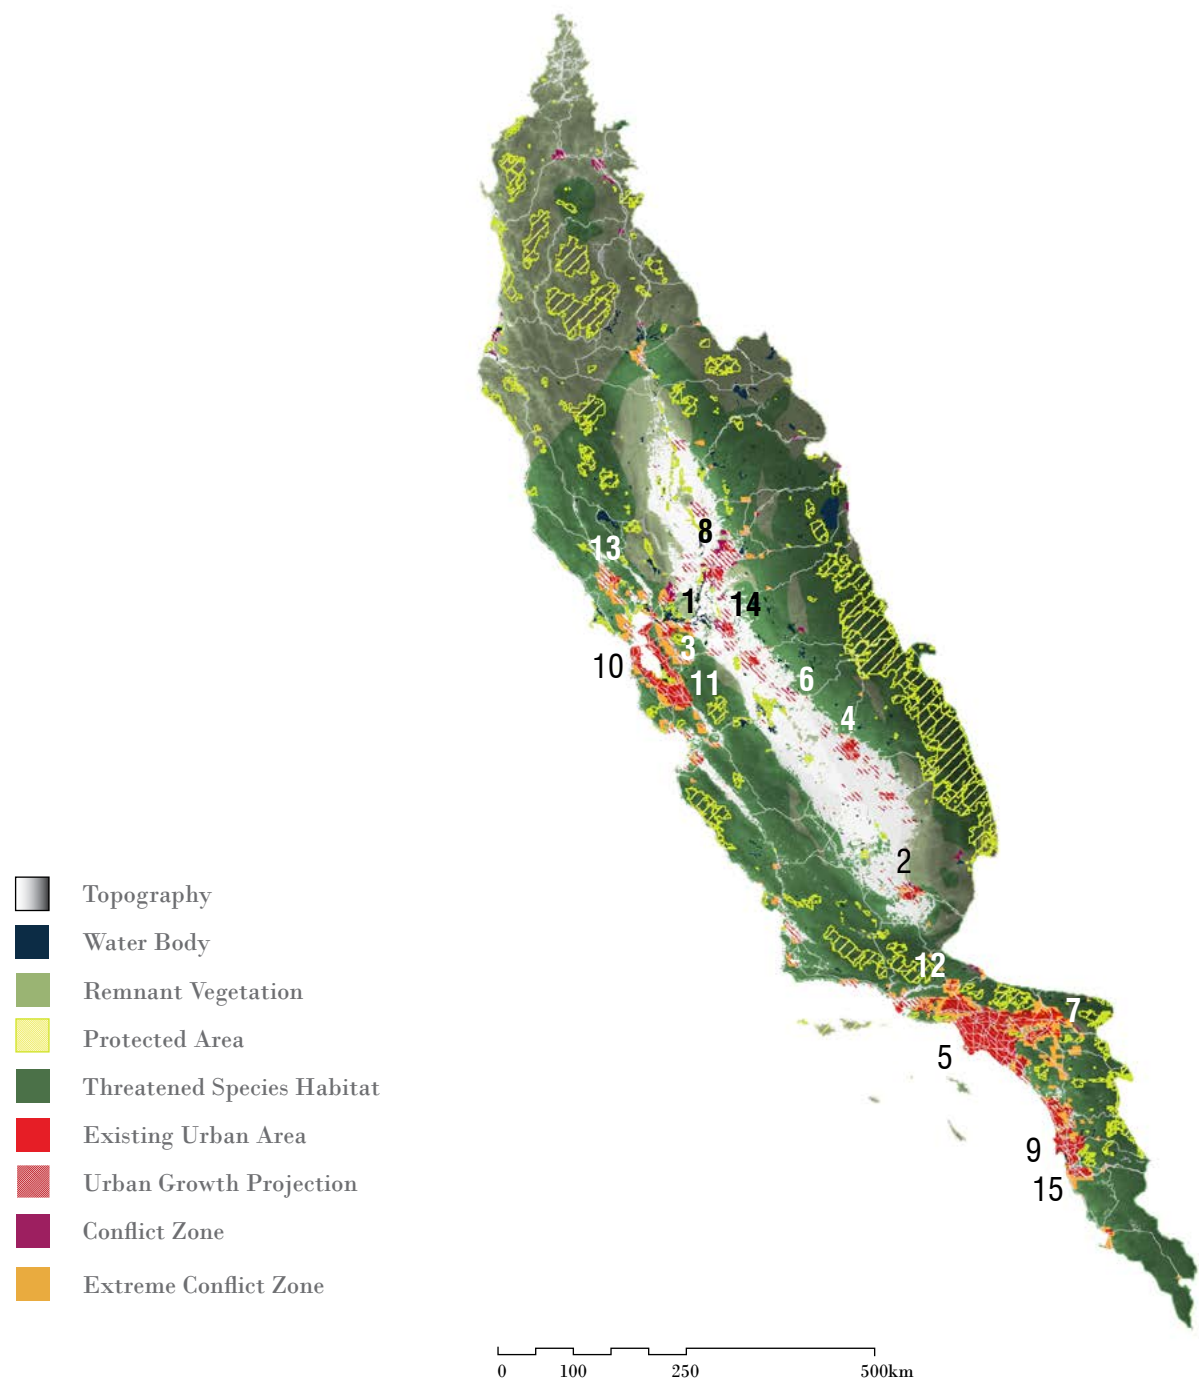 8
13
1
14
3
10
11
6
4
2
12
7
5
9
15
Topography
Water Body
Remnant Vegetation
Protected Area
Threatened Species Habitat
Existing Urban Area
Urban Growth Projection
Conflict Zone
Extreme Conflict Zone
0 100 250 500km